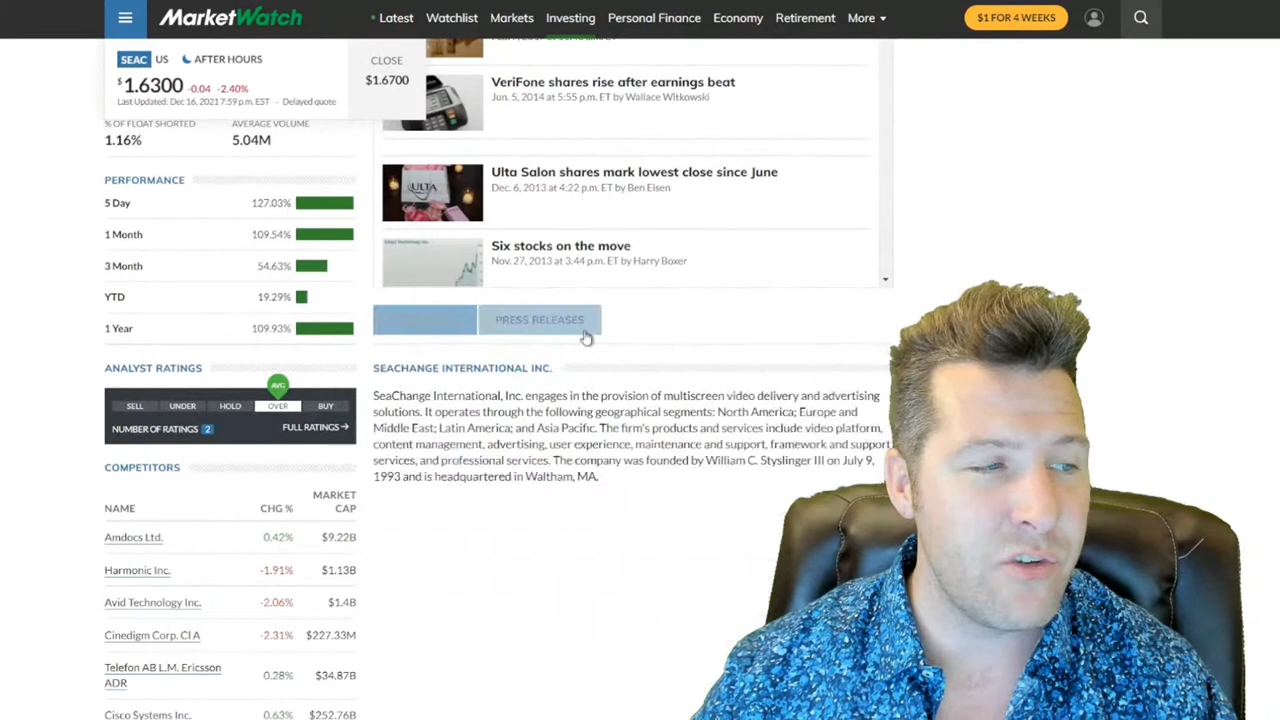 MarketWatch
Latest
Watchlist
Markets
Investing
Personal Finance
Economy
Retirement
More
$1 FOR 4 WEEKS
SEAC US AFTER HOURS
$1.6300 -0.04 -2.40%
Last Updated: Dec 16, 2021 7:59 p.m. EST · Delayed quote
CLOSE
$1.6700
% OF FLOAT SHORTED
1.16%
AVERAGE VOLUME
5.04M
PERFORMANCE
5 Day 127.03%
1 Month 109.54%
3 Month 54.63%
YTD 19.29%
1 Year 109.93%
ANALYST RATINGS
AVG
SELL UNDER HOLD OVER BUY
NUMBER OF RATINGS 2 FULL RATINGS
COMPETITORS
NAME CHG % MARKET CAP
Amdocs Ltd. 0.42% $9.22B
Harmonic Inc. -1.91% $1.13B
Avid Technology Inc. -2.06% $1.4B
Cinedigm Corp. Cl A -2.31% $227.33M
Telefon AB L.M. Ericsson
ADR 0.28% $34.87B
Cisco Systems Inc. 0.63% $252.76B
VeriFone shares rise after earnings beat
Jun. 5, 2014 at 5:55 p.m. ET by Wallace Witkowski
ULTA
Ulta Salon shares mark lowest close since June
Dec. 6, 2013 at 4:22 p.m. ET by Ben Eisen
Six stocks on the move
Nov. 27, 2013 at 3:44 p.m. ET by Harry Boxer
PRESS RELEASES
SEACHANGE INTERNATIONAL INC.
SeaChange International, Inc. engages in the provision of multiscreen video delivery and advertising
solutions. It operates through the following geographical segments: North America; Europe and
Middle East; Latin America; and Asia Pacific. The firm's products and services include video platform,
content management, advertising, user experience, maintenance and support, framework and support
services, and professional services. The company was founded by William C. Styslinger III on July 9,
1993 and is headquartered in Waltham, MA.